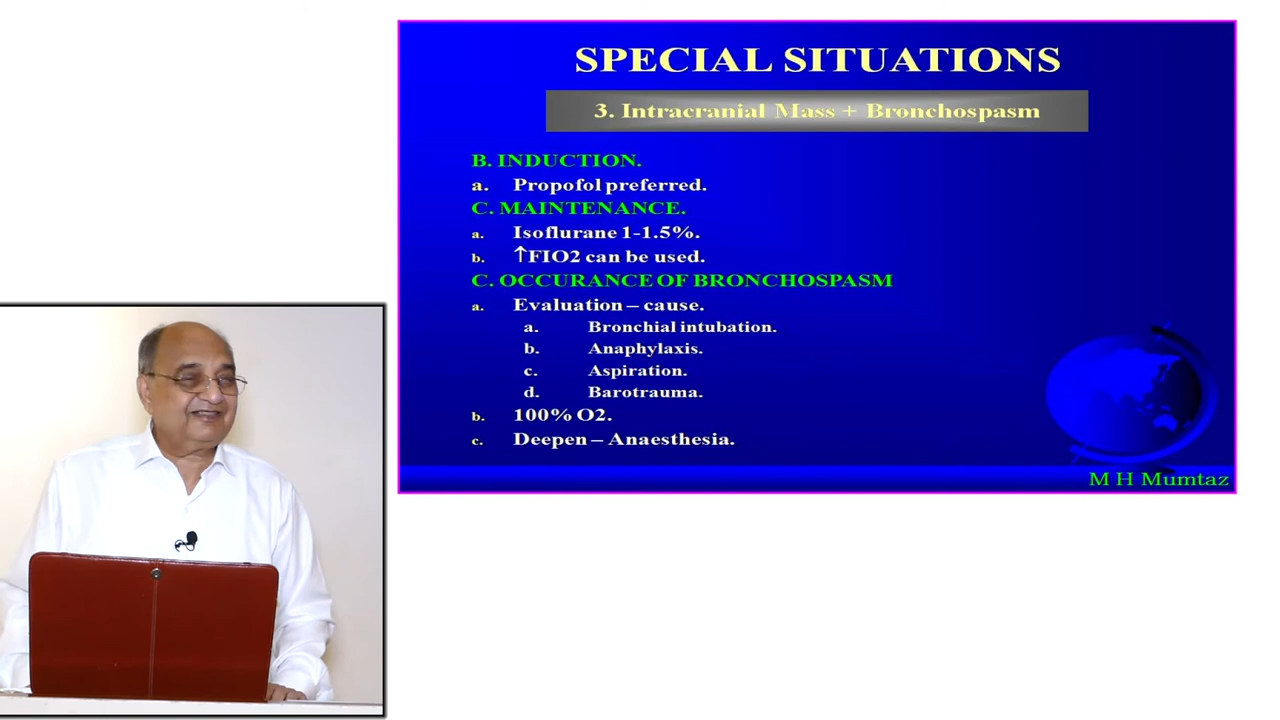 SPECIAL SITUATIONS
3. Intracranial Mass + Bronchospasm
B. INDUCTION.
a. Propofol preferred.
C. MAINTENANCE.
a. Isoflurane 1-1.5%.
b. ↑FIO2 can be used.
C. OCCURANCE OF BRONCHOSPASM
a. Evaluation – cause.
a. Bronchial intubation.
b. Anaphylaxis.
c. Aspiration.
d. Barotrauma.
b. 100% O2.
c. Deepen – Anaesthesia.
M H Mumtaz